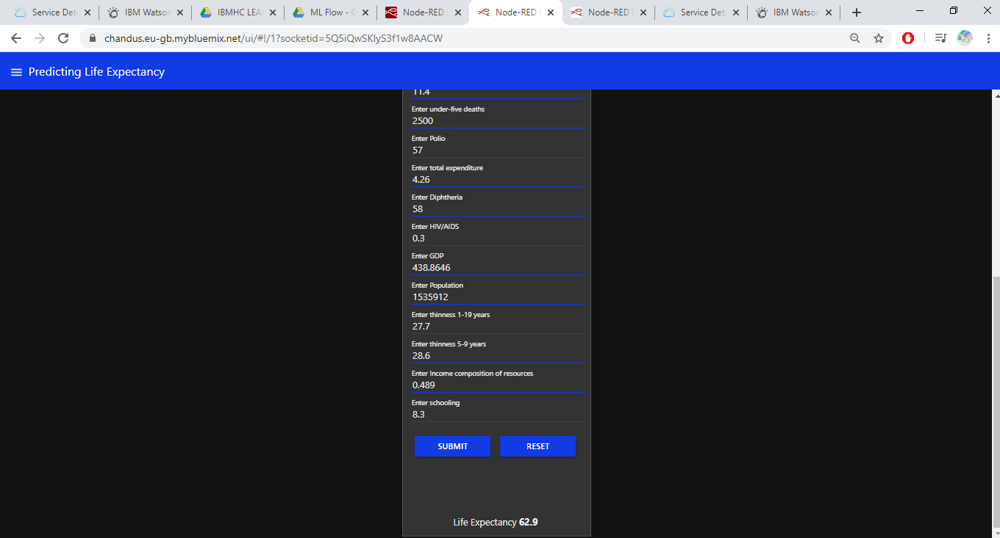 Service Deta
IBM Watson
IBMHC LEA
ML Flow - G
Node-RED
Node-RED
Node-RED
Service Deta
IBM Watson
chandus.eu-gb.mybluemix.net/ui/#!/1?socketid=5Q5iQwSKIyS3f1w8AACW
Predicting Life Expectancy
11.4
Enter under-five deaths
2500
Enter Polio
57
Enter total expenditure
4.26
Enter Diphtheria
58
Enter HIV/AIDS
0.3
Enter GDP
438.8646
Enter Population
1535912
Enter thinness 1-19 years
27.7
Enter thinness 5-9 years
28.6
Enter Income composition of resources
0.489
Enter schooling
8.3
SUBMIT RESET
Life Expectancy 62.9